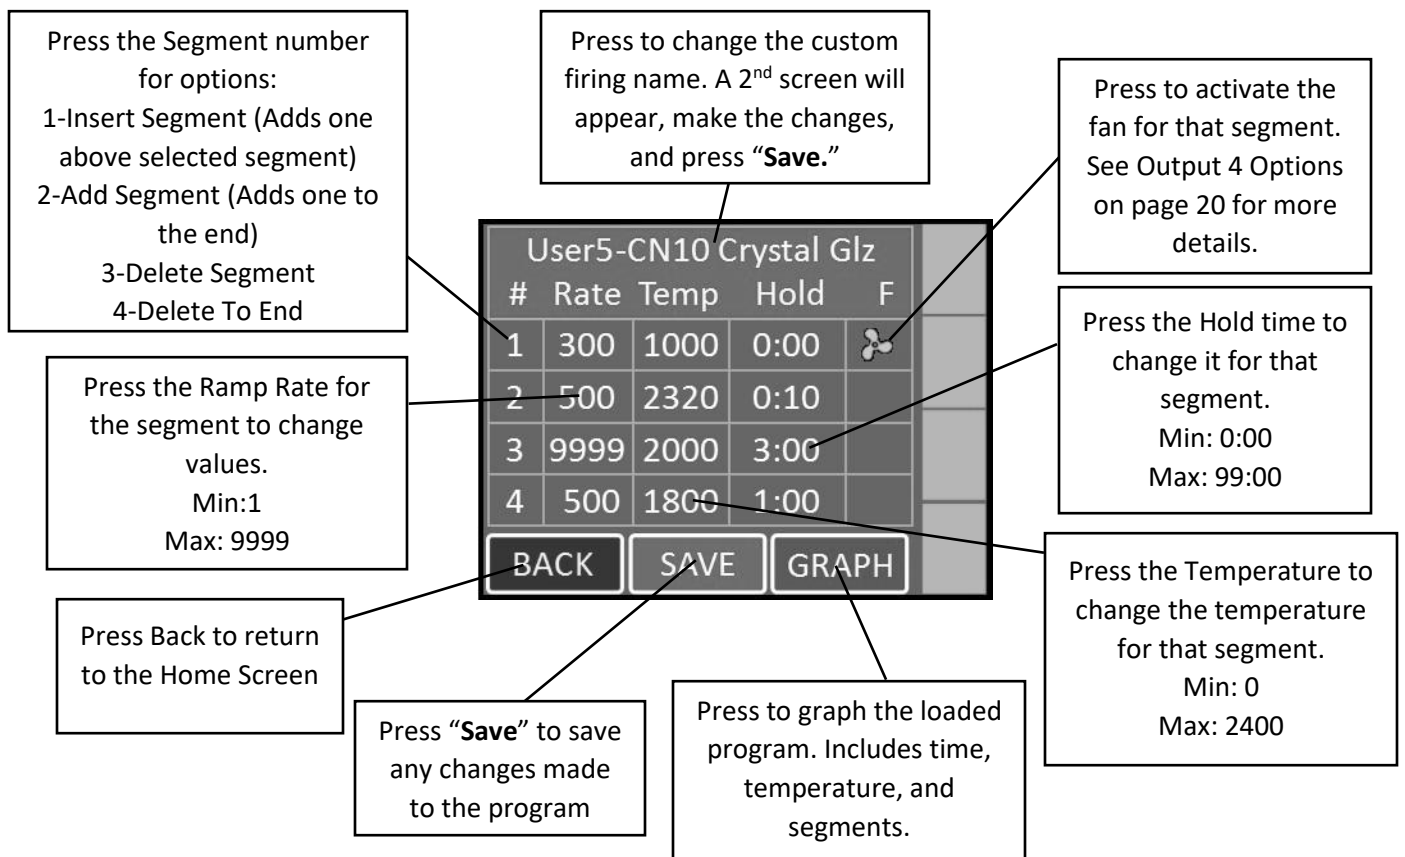 Press the Segment number
for options:
1-Insert Segment (Adds one
above selected segment)
2-Add Segment (Adds one to
the end)
3-Delete Segment
4-Delete To End
Press to change the custom
firing name. A 2nd screen will
appear, make the changes,
and press “Save.”
Press to activate the
fan for that segment.
See Output 4 Options
on page 20 for more
details.
User5-CN10 Crystal Glz
# Rate Temp Hold F
1 300 1000 0:00
2 500 2320 0:10
3 9999 2000 3:00
4 500 1800 1:00
BACK SAVE GRAPH
Press the Ramp Rate for
the segment to change
values.
Min:1
Max: 9999
Press the Hold time to
change it for that
segment.
Min: 0:00
Max: 99:00
Press Back to return
to the Home Screen
Press “Save” to save
any changes made
to the program
Press to graph the loaded
program. Includes time,
temperature, and
segments.
Press the Temperature to
change the temperature
for that segment.
Min: 0
Max: 2400